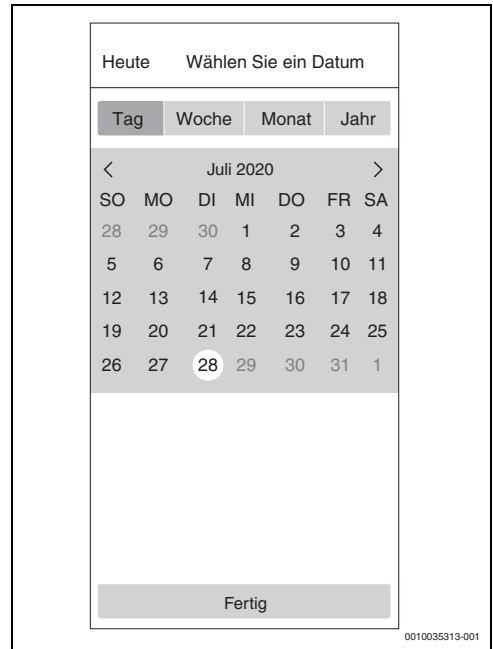 Heute Wählen Sie ein Datum
Tag Woche Monat Jahr
< Juli 2020 >
SO MO DI MI DO FR SA
28 29 30 1 2 3 4
5 6 7 8 9 10 11
12 13 14 15 16 17 18
19 20 21 22 23 24 25
26 27 28 29 30 31 1
Fertig
0010035313-001